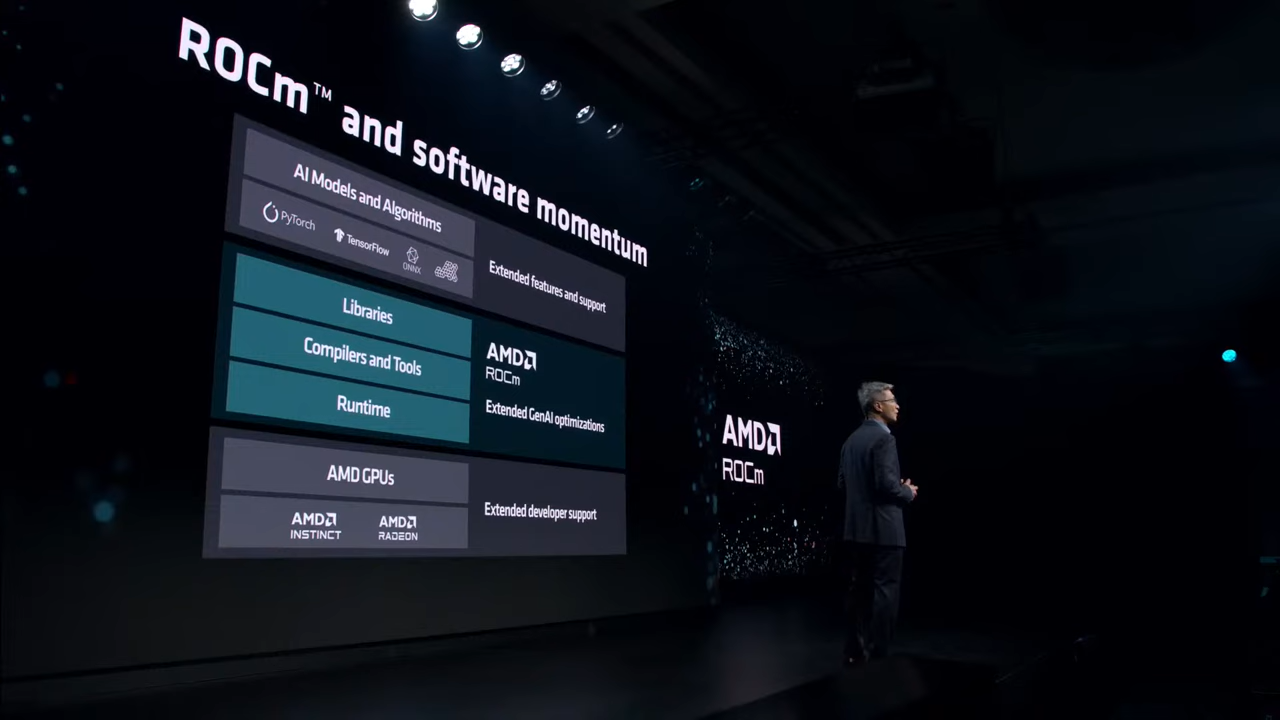 ROCm™ and software momentum
AI Models and Algorithms
PyTorch
TensorFlow
ONNX
Extended features and support
Libraries
Compilers and Tools
Runtime
AMD
ROCm
Extended GenAI optimizations
AMD GPUs
AMD
INSTINCT
AMD
RADEON
Extended developer support
AMD
ROCm